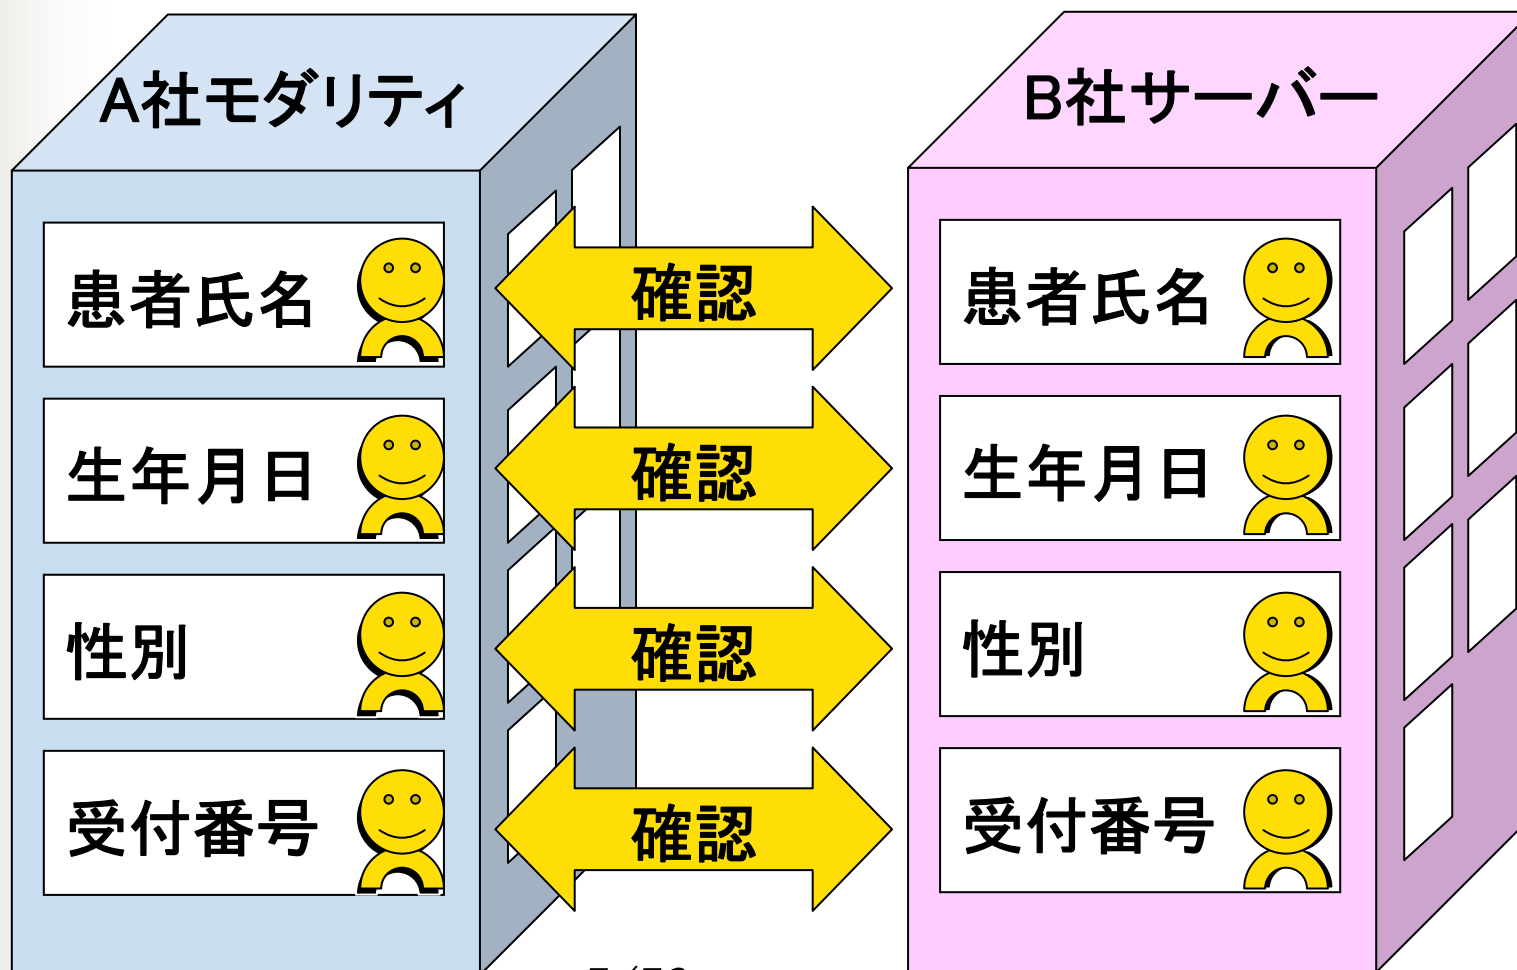 A社モダリティ
B社サーバー
患者氏名
確認
患者氏名
生年月日
確認
生年月日
性別
確認
性別
受付番号
確認
受付番号